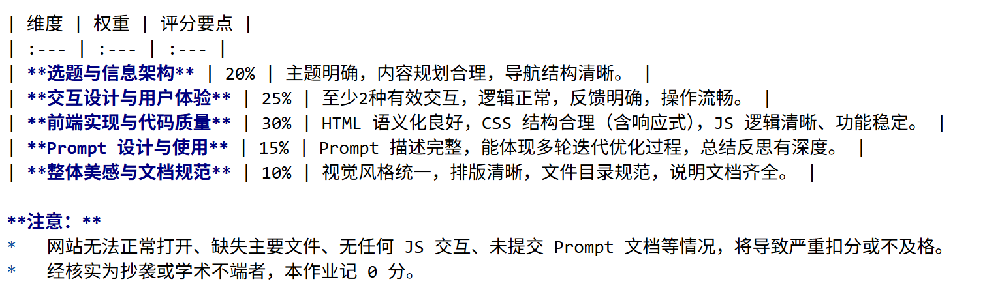 | 维度 | 权重 | 评分要点 |
| :--- | :--- | :--- |
| **选题与信息架构** | 20% | 主题明确，内容规划合理，导航结构清晰。 |
| **交互设计与用户体验** | 25% | 至少2种有效交互，逻辑正常，反馈明确，操作流畅。 |
| **前端实现与代码质量** | 30% | HTML 语义化良好，CSS 结构合理（含响应式），JS 逻辑清晰、功能稳定。 |
| **Prompt 设计与使用** | 15% | Prompt 描述完整，能体现多轮迭代优化过程，总结反思有深度。 |
| **整体美感与文档规范** | 10% | 视觉风格统一，排版清晰，文件目录规范，说明文档齐全。 |
**注意：**
*   网站无法正常打开、缺失主要文件、无任何 JS 交互、未提交 Prompt 文档等情况，将导致严重扣分或不及格。
*   经核实为抄袭或学术不端者，本作业记 0 分。